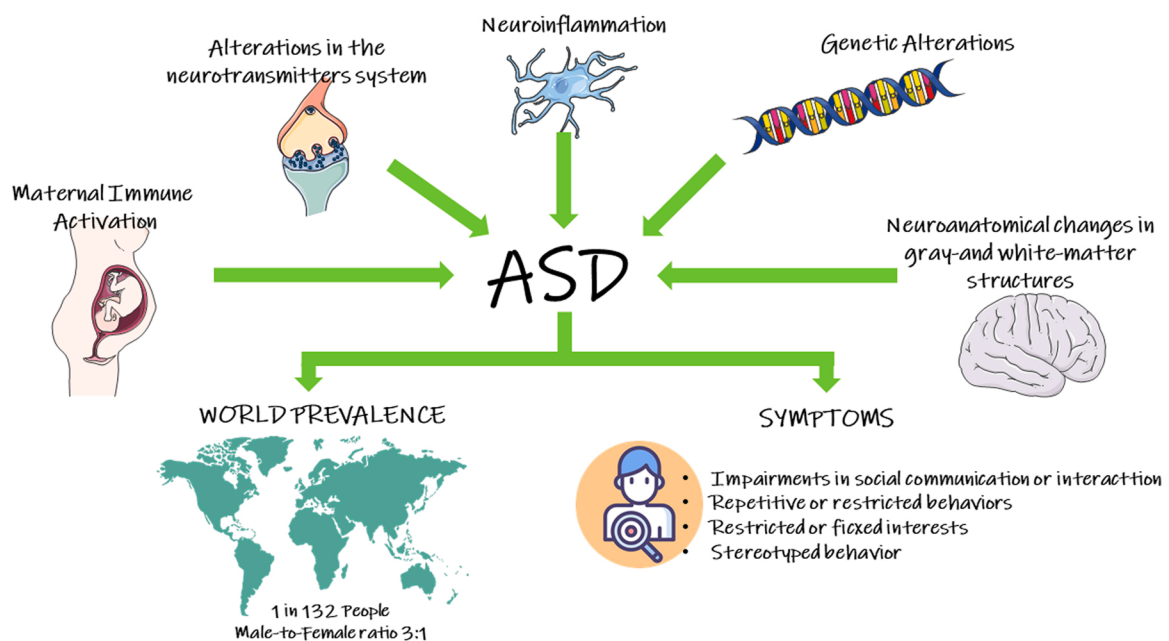 Neuroinflammation
Alterations in the
neurotransmitters system
Genetic Alterations
Maternal Immune
Activation
Neuroanatomical changes in
gray-and white-matter
structures
ASD
WORLD PREVALENCE
1 in 132 People
Male-to-Female ratio 3:1
SYMPTOMS
• Impairments in social communication or interacttion
• Repetitive or restricted behaviors
• Restricted or ficxed interests
• Stereotyped behavior